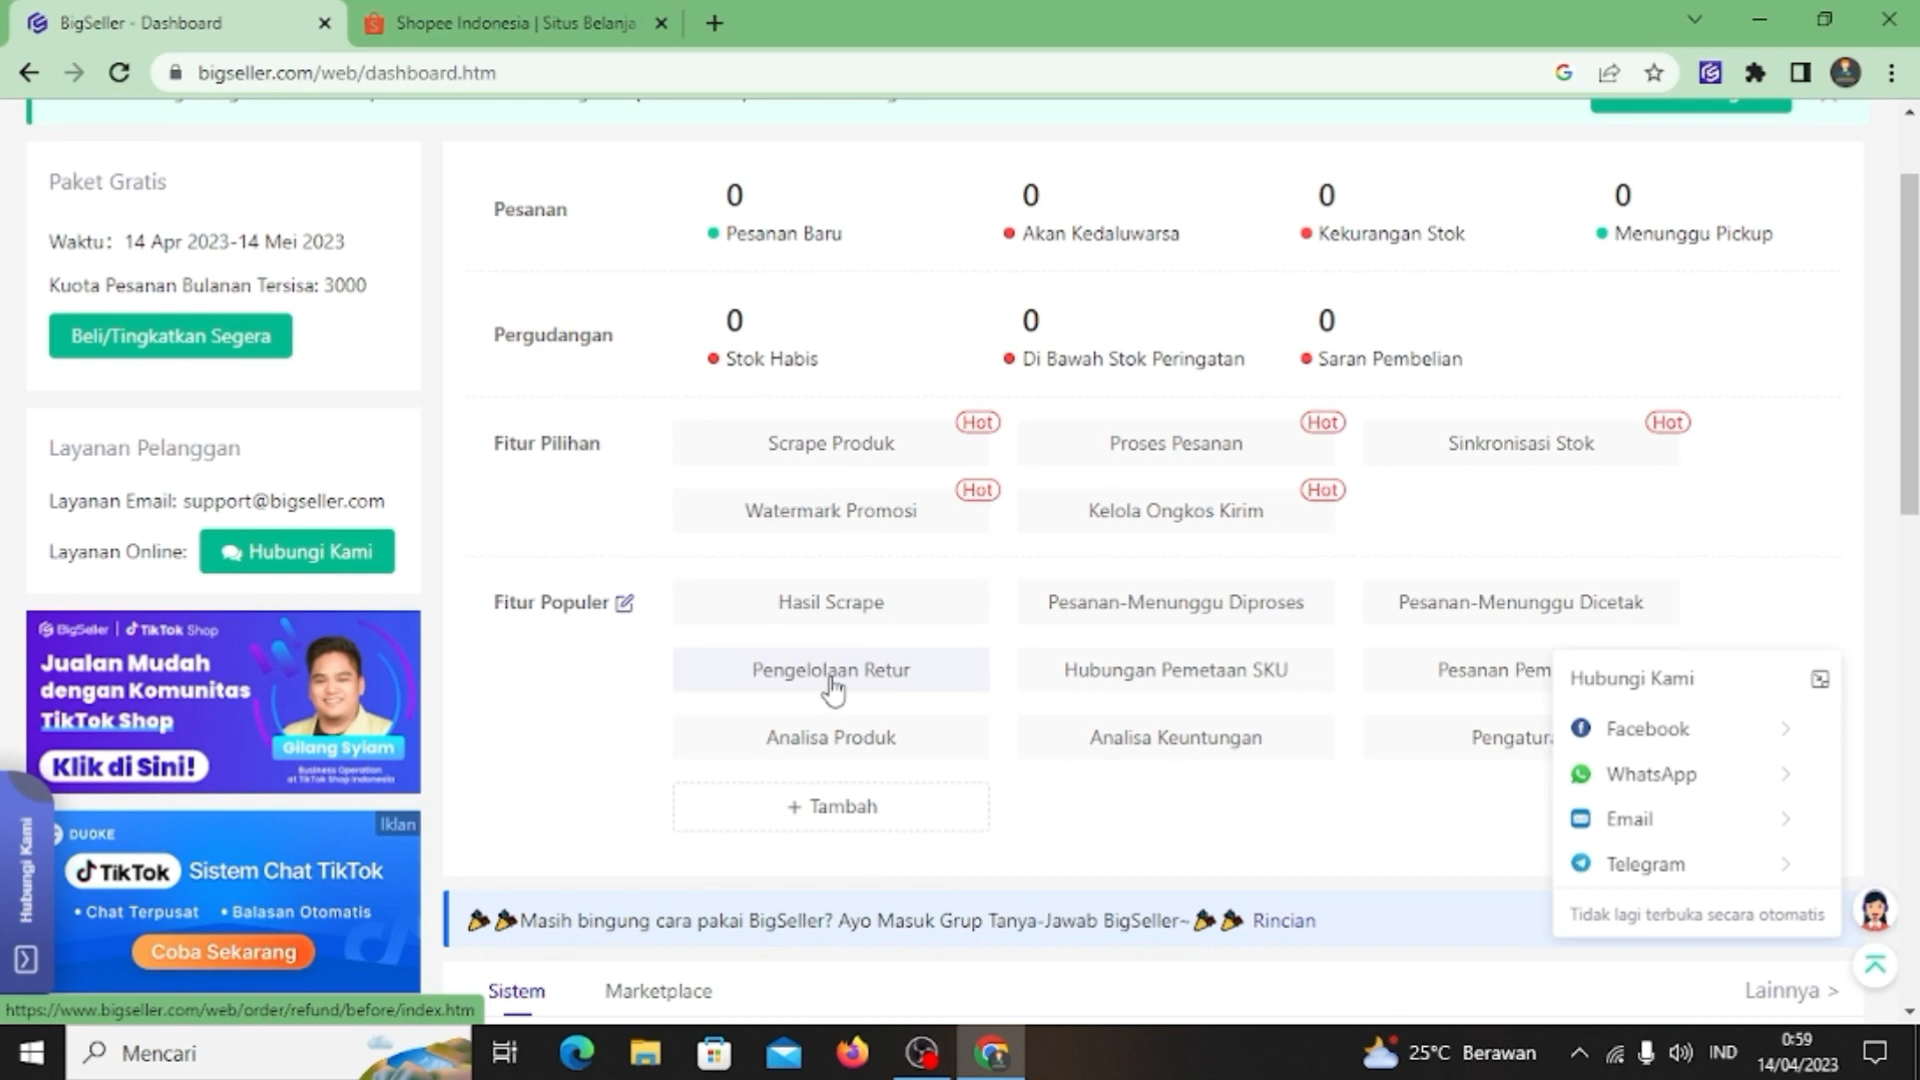 BigSeller - Dashboard
Shopee Indonesia | Situs Belanja
bigseller.com/web/dashboard.htm
Paket Gratis
Waktu: 14 Apr 2023-14 Mei 2023
Kuota Pesanan Bulanan Tersisa: 3000
Beli/Tingkatkan Segera
Layanan Pelanggan
Layanan Email: support@bigseller.com
Layanan Online: Hubungi Kami
BigSeller | TikTok Shop
Jualan Mudah
dengan Komunitas
TikTok Shop
Klik di Sini!
Gilang Sylam
Business Operation
at TikTok Shop Indonesia
Iklan
DUOKE
TikTok Sistem Chat TikTok
• Chat Terpusat • Balasan Otomatis
Coba Sekarang
Hubungi Kami
Pesanan
0 0 0 0
Pesanan Baru Akan Kedaluwarsa Kekurangan Stok Menunggu Pickup
Pergudangan
0 0 0
Stok Habis Di Bawah Stok Peringatan Saran Pembelian
Fitur Pilihan
Scrape Produk Hot Proses Pesanan Hot Sinkronisasi Stok Hot
Watermark Promosi Hot Kelola Ongkos Kirim Hot
Fitur Populer
Hasil Scrape Pesanan-Menunggu Diproses Pesanan-Menunggu Dicetak
Pengelolaan Retur Hubungan Pemetaan SKU Pesanan Pem
Analisa Produk Analisa Keuntungan Pengatura
+ Tambah
Hubungi Kami
Facebook
WhatsApp
Email
Telegram
Tidak lagi terbuka secara otomatis
Masih bingung cara pakai BigSeller? Ayo Masuk Grup Tanya-Jawab BigSeller~ Rincian
Sistem Marketplace Lainnya >
https://www.bigseller.com/web/order/refund/before/index.htm
Mencari
25°C Berawan
IND
0:59
14/04/2023